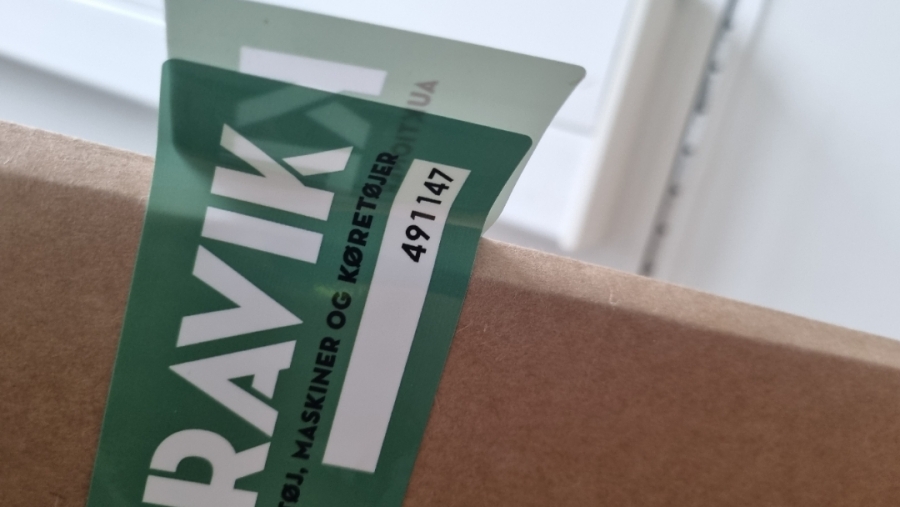 RAVIK
TØJ, MASKINER OG KØRETØJER
491147